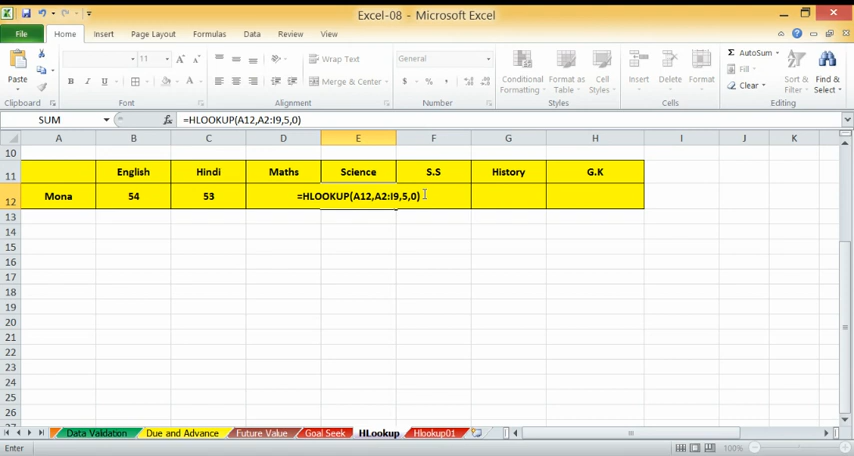 Excel-08 - Microsoft Excel
File Home Insert Page Layout Formulas Data Review View
Paste
11
Wrap Text
General
Conditional Formatting
Format as Table
Cell Styles
Insert
Delete
Format
AutoSum
Fill
Clear
Sort & Filter
Find & Select
B I U
Merge & Center
$ % ,
Clipboard Font Alignment Number Styles Cells Editing
SUM fx =HLOOKUP(A12,A2:I9,5,0)
A B C D E F G H I J K
10
11 English Hindi Maths Science S.S History G.K
12 Mona 54 53 =HLOOKUP(A12,A2:I9,5,0)
13
14
15
16
17
18
19
20
21
22
23
24
25
26
Data Valdation Due and Advance Future Value Goal Seek HLookup Hlookup01
Enter 100%